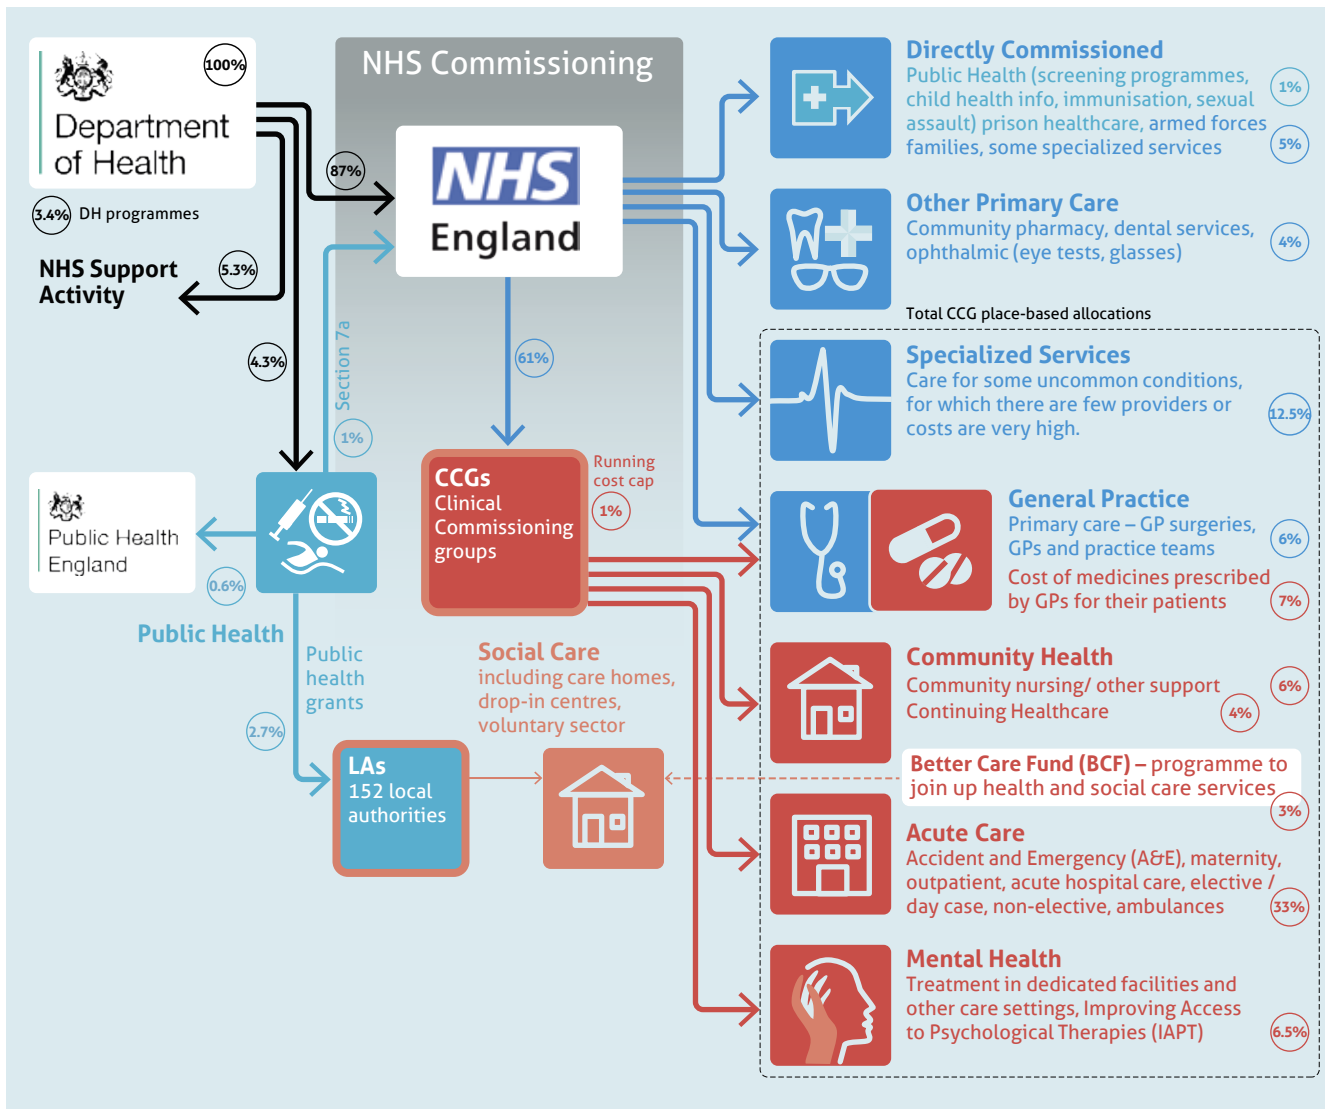 100%
Department
of Health
3.4% DH programmes
NHS Support
Activity
5.3%
4.3%
87%
NHS Commissioning
NHS
England
Section 7a
1%
61%
Public Health
England
0.6%
Public Health
Public
health
grants
2.7%
LAs
152 local
authorities
CCGs
Clinical
Commissioning
groups
Running
cost cap
1%
Social Care
including care homes,
drop-in centres,
voluntary sector
Directly Commissioned
Public Health (screening programmes,
child health info, immunisation, sexual
assault) prison healthcare, armed forces
families, some specialized services
1%
5%
Other Primary Care
Community pharmacy, dental services,
ophthalmic (eye tests, glasses)
4%
Total CCG place-based allocations
Specialized Services
Care for some uncommon conditions,
for which there are few providers or
costs are very high.
12.5%
General Practice
Primary care – GP surgeries,
GPs and practice teams
6%
Cost of medicines prescribed
by GPs for their patients
7%
Community Health
Community nursing/ other support
6%
Continuing Healthcare
4%
Better Care Fund (BCF) – programme to
join up health and social care services
3%
Acute Care
Accident and Emergency (A&E), maternity,
outpatient, acute hospital care, elective /
day case, non-elective, ambulances
33%
Mental Health
Treatment in dedicated facilities and
other care settings, Improving Access
to Psychological Therapies (IAPT)
6.5%